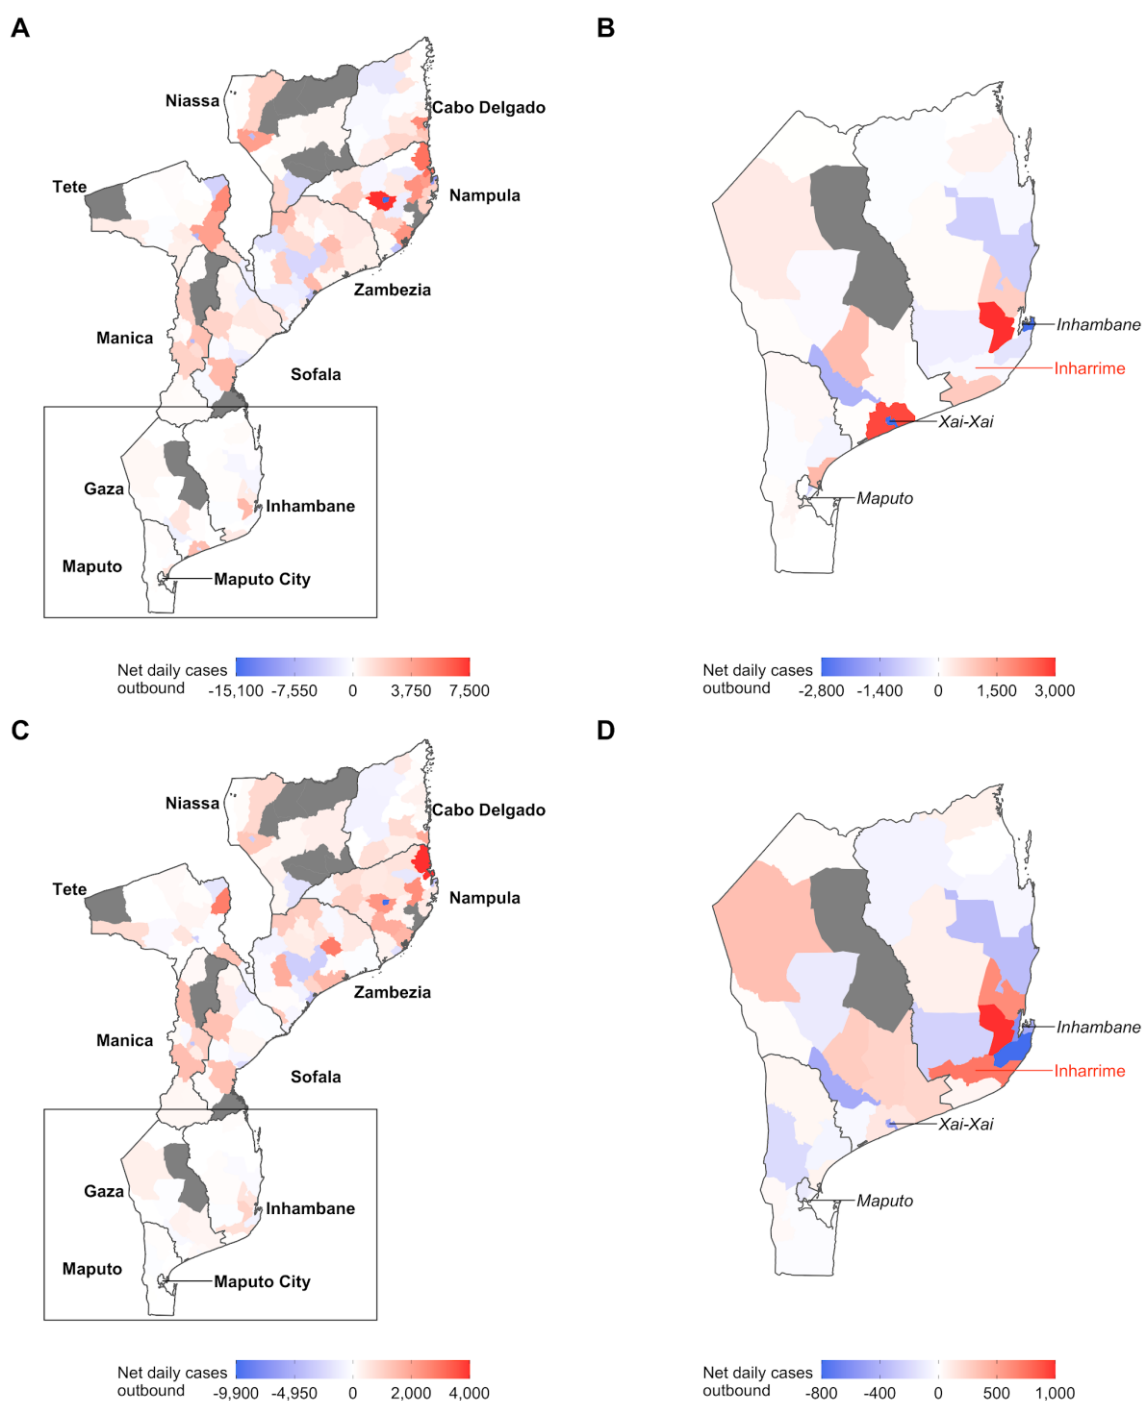 A
Niassa
Cabo Delgado
Tete
Nampula
Zambezia
Manica
Sofala
Gaza
Inhambane
Maputo
Maputo City
Net daily cases
outbound
-15,100 -7,550 0 3,750 7,500
B
Inhambane
Inharrime
Xai-Xai
Maputo
Net daily cases
outbound
-2,800 -1,400 0 1,500 3,000
C
Niassa
Cabo Delgado
Tete
Nampula
Zambezia
Manica
Sofala
Gaza
Inhambane
Maputo
Maputo City
Net daily cases
outbound
-9,900 -4,950 0 2,000 4,000
D
Inhambane
Inharrime
Xai-Xai
Maputo
Net daily cases
outbound
-800 -400 0 500 1,000